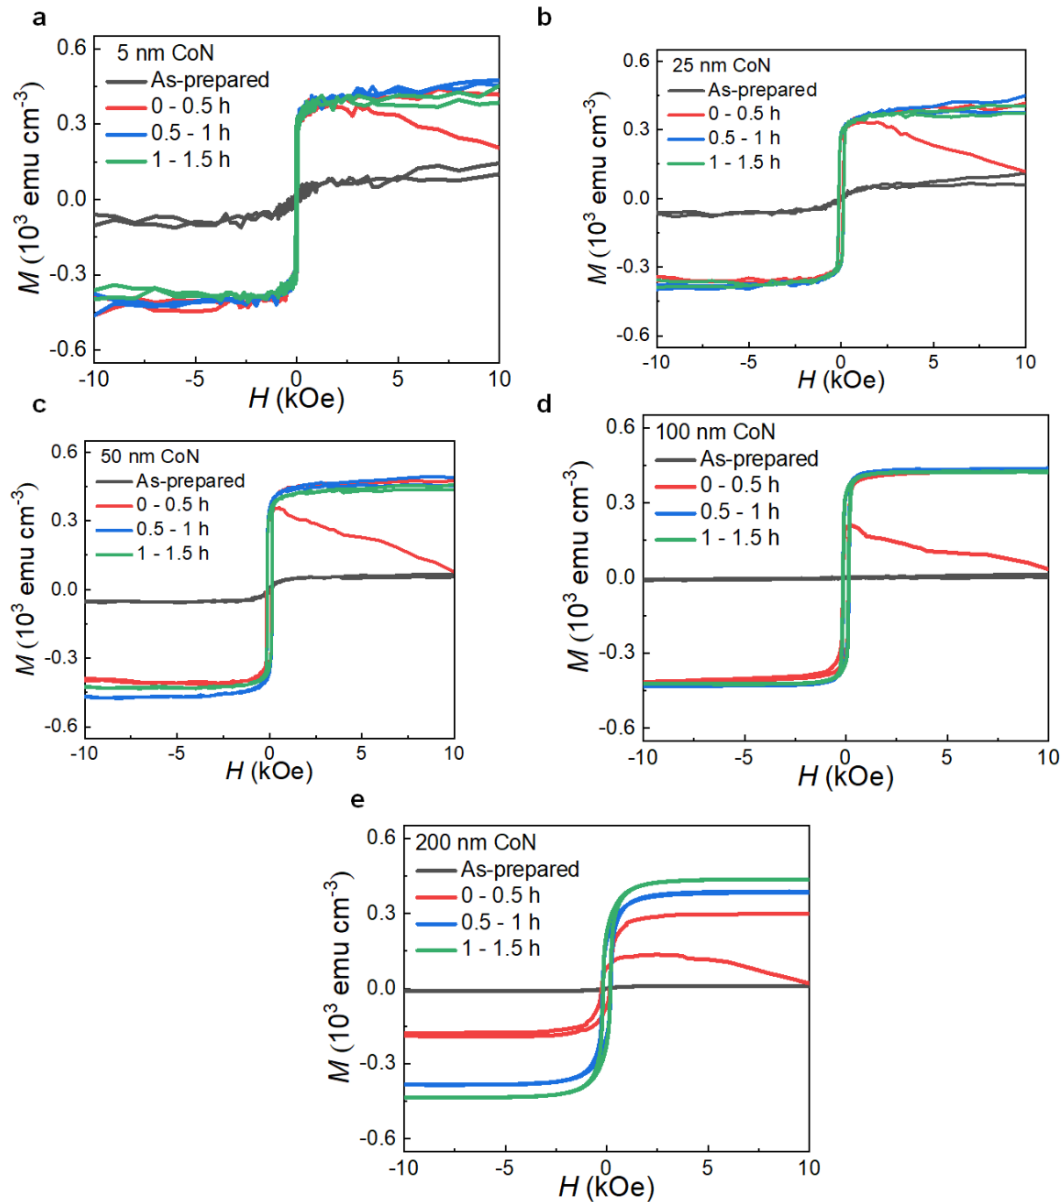 a
5 nm CoN
As-prepared
0 - 0.5 h
0.5 - 1 h
1 - 1.5 h
0.6
0.3
0.0
-0.3
-0.6
M (10³ emu cm⁻³)
-10 -5 0 5 10
H (kOe)
b
25 nm CoN
As-prepared
0 - 0.5 h
0.5 - 1 h
1 - 1.5 h
0.6
0.3
0.0
-0.3
-0.6
M (10³ emu cm⁻³)
-10 -5 0 5 10
H (kOe)
c
50 nm CoN
As-prepared
0 - 0.5 h
0.5 - 1 h
1 - 1.5 h
0.6
0.3
0.0
-0.3
-0.6
M (10³ emu cm⁻³)
-10 -5 0 5 10
H (kOe)
d
100 nm CoN
As-prepared
0 - 0.5 h
0.5 - 1 h
1 - 1.5 h
0.6
0.3
0.0
-0.3
-0.6
M (10³ emu cm⁻³)
-10 -5 0 5 10
H (kOe)
e
200 nm CoN
As-prepared
0 - 0.5 h
0.5 - 1 h
1 - 1.5 h
0.6
0.3
0.0
-0.3
-0.6
M (10³ emu cm⁻³)
-10 -5 0 5 10
H (kOe)